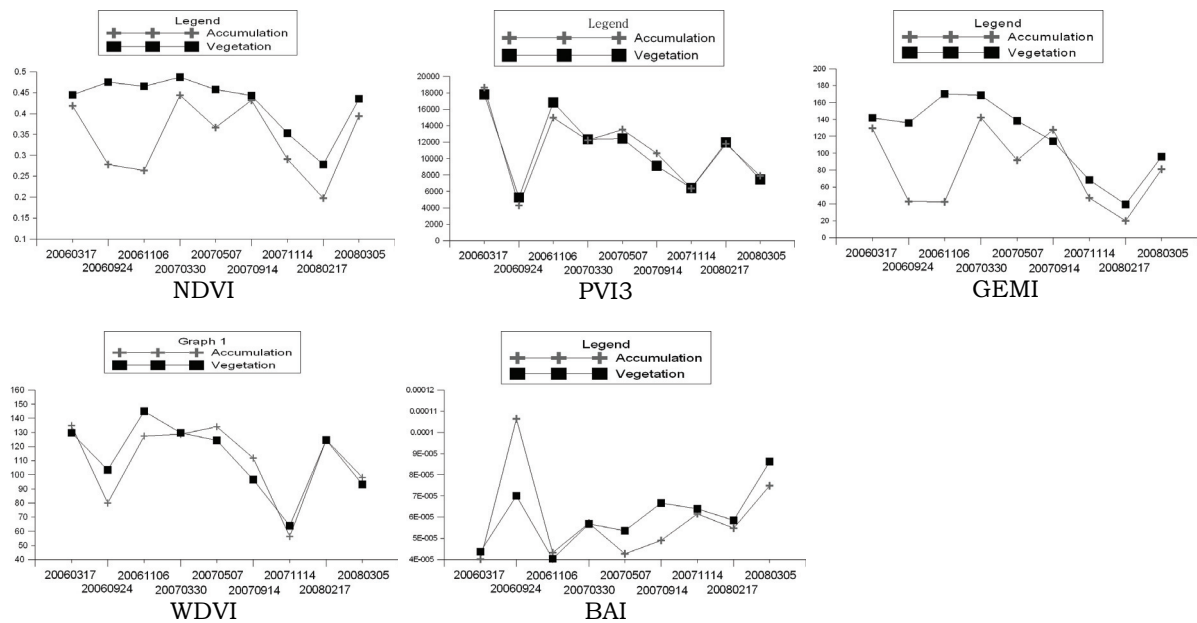 Legend
Accumulation
Vegetation
0.5
0.45
0.4
0.35
0.3
0.25
0.2
0.15
0.1
20060317 20061106 20070507 20071114 20080305
20060924 20070330 20070914 20080217
NDVI
Legend
Accumulation
Vegetation
20000
18000
16000
14000
12000
10000
8000
6000
4000
2000
0
20060317 20061106 20070507 20071114 20080305
20060924 20070330 20070914 20080217
PVI3
Legend
Accumulation
Vegetation
200
180
160
140
120
100
80
60
40
20
0
20060317 20061106 20070507 20071114 20080305
20060924 20070330 20070914 20080217
GEMI
Graph 1
Accumulation
Vegetation
160
150
140
130
120
110
100
90
80
70
60
50
40
20060317 20061106 20070507 20071114 20080305
20060924 20070330 20070914 20080217
WDVI
Legend
Accumulation
Vegetation
0.00012
0.00011
0.0001
9E-005
8E-005
7E-005
6E-005
5E-005
4E-005
20060317 20061106 20070507 20071114 20080305
20060924 20070330 20070914 20080217
BAI